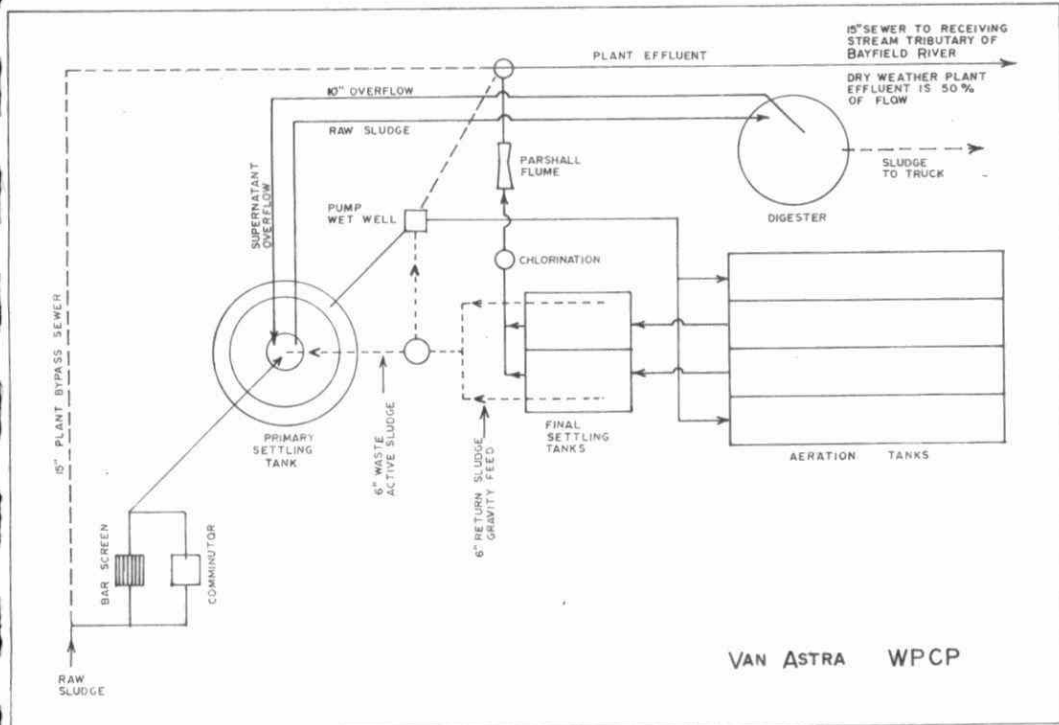 15" SEWER TO RECEIVING
STREAM TRIBUTARY OF
BAYFIELD RIVER
PLANT EFFLUENT
DRY WEATHER PLANT
EFFLUENT IS 50%
OF FLOW
10" OVERFLOW
RAW SLUDGE
PARSHALL
FLUME
SLUDGE
TO TRUCK
DIGESTER
PUMP
WET WELL
SUPERNATANT
OVERFLOW
CHLORINATION
15" PLANT BYPASS SEWER
PRIMARY
SETTLING
TANK
6" WASTE
ACTIVE SLUDGE
6" RETURN SLUDGE
GRAVITY FEED
FINAL
SETTLING
TANKS
AERATION TANKS
BAR SCREEN
COMMINUTOR
RAW
SLUDGE
VAN ASTRA WPCP